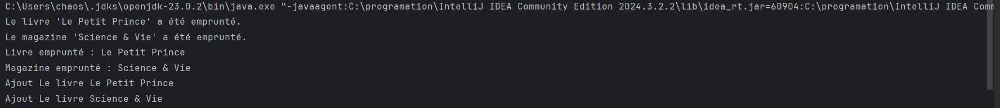 C:\Users\chaos\.jdks\openjdk-23.0.2\bin\java.exe "-javaagent:C:\programation\IntelliJ IDEA Community Edition 2024.3.2.2\lib\idea_rt.jar=60904:C:\programation\IntelliJ IDEA Comm
Le livre 'Le Petit Prince' a été emprunté.
Le magazine 'Science & Vie' a été emprunté.
Livre emprunté : Le Petit Prince
Magazine emprunté : Science & Vie
Ajout Le livre Le Petit Prince
Ajout Le livre Science & Vie